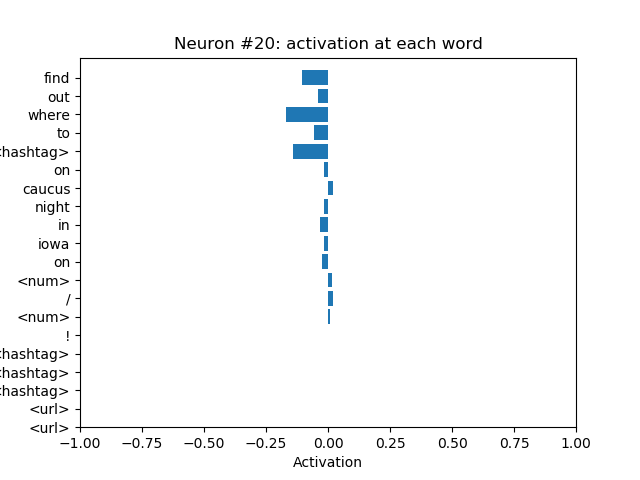 Neuron #20: activation at each word
find
out
where
to
hashtag>
on
caucus
night
in
iowa
on
<num>
/
<num>
!
hashtag>
hashtag>
hashtag>
<url>
<url>
−1.00 −0.75 −0.50 −0.25 0.00 0.25 0.50 0.75 1.00
Activation